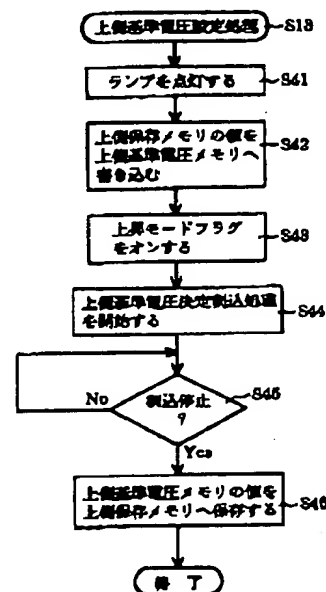 上側基準電圧設定処理
S13
ランプを点灯する
S41
上側保存メモリの値を
上側基準電圧メモリへ
書き込む
S42
上昇モードフラグ
をオンする
S43
上側基準電圧決定割込処理
を開始する
S44
割込停止
?
S45
No
Yes
上側基準電圧メモリの値を
上側保存メモリへ保存する
S46
終了